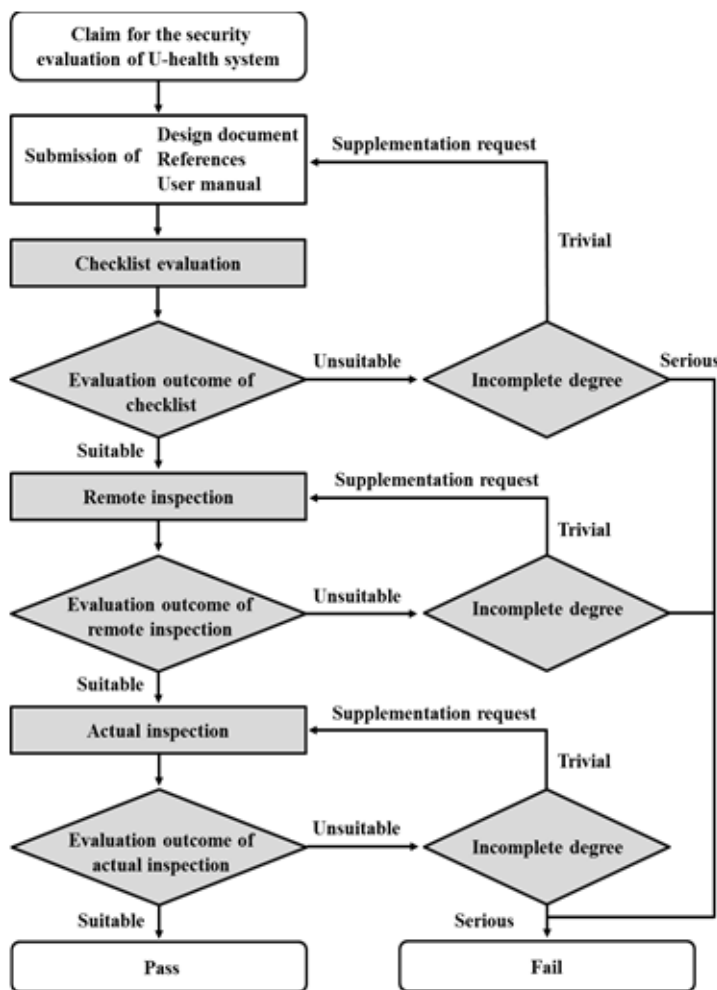 Claim for the security
evaluation of U-health system
Submission of
Design document
References
User manual
Supplementation request
Trivial
Checklist evaluation
Evaluation outcome of
checklist
Unsuitable
Incomplete degree
Serious
Suitable
Remote inspection
Supplementation request
Trivial
Evaluation outcome of
remote inspection
Unsuitable
Incomplete degree
Suitable
Actual inspection
Supplementation request
Trivial
Evaluation outcome of
actual inspection
Unsuitable
Incomplete degree
Suitable
Serious
Pass
Fail